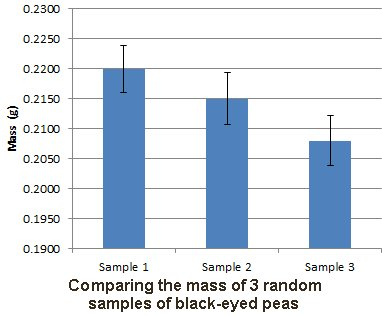 0.2300
0.2250
0.2200
0.2150
0.2100
0.2050
0.2000
0.1950
0.1900
Mass (g)
Sample 1 Sample 2 Sample 3
Comparing the mass of 3 random
samples of black-eyed peas